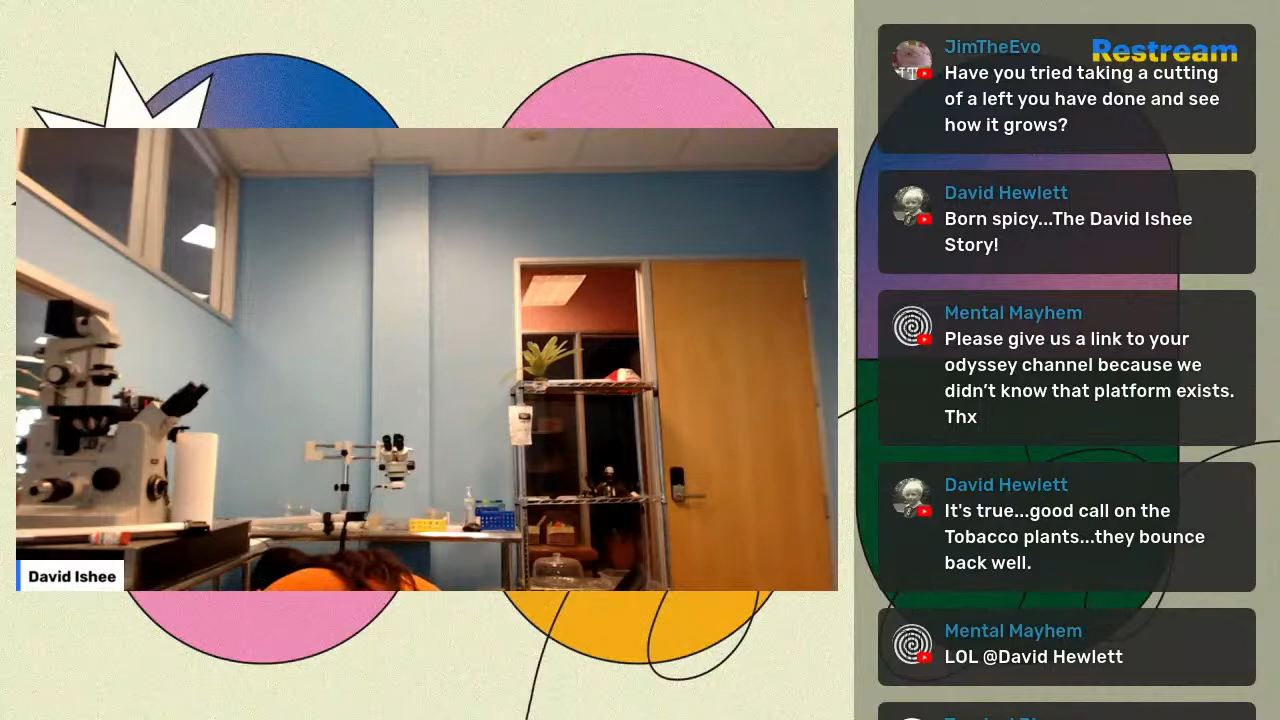 JimTheEvo
Restream
Have you tried taking a cutting
of a left you have done and see
how it grows?
David Hewlett
Born spicy...The David Ishee
Story!
Mental Mayhem
Please give us a link to your
odyssey channel because we
didn’t know that platform exists.
Thx
David Hewlett
It's true...good call on the
Tobacco plants...they bounce
back well.
Mental Mayhem
LOL @David Hewlett
David Ishee